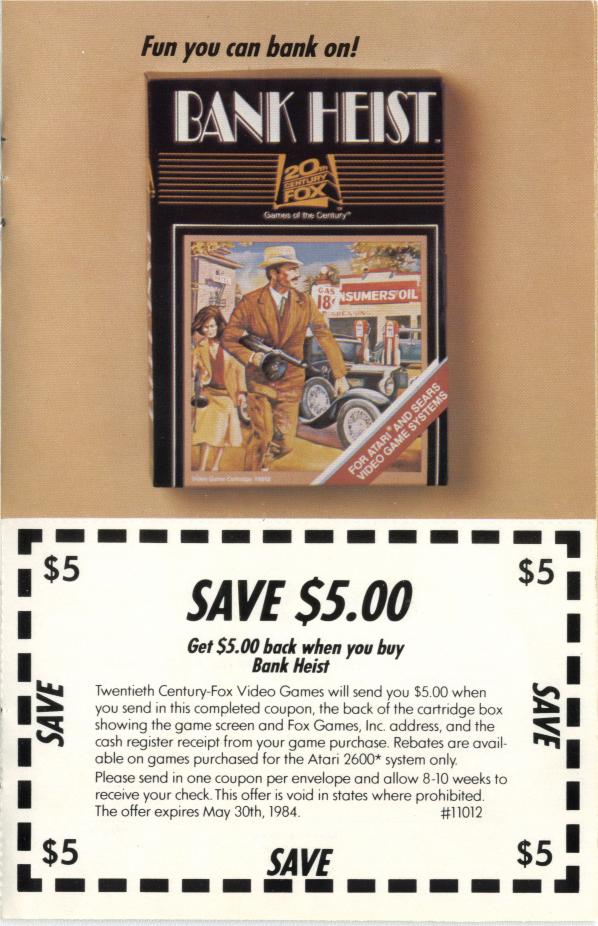 Fun you can bank on!
BANK HEIST
20th
CENTURY
FOX
Games of the Century
GAS
18¢
NSUMERS OIL
FOR ATARI® AND SEARS
VIDEO GAME SYSTEMS
Video Game Cartridge 11012
$5
$5
SAVE $5.00
Get $5.00 back when you buy
Bank Heist
SAVE
SAVE
Twentieth Century-Fox Video Games will send you $5.00 when
you send in this completed coupon, the back of the cartridge box
showing the game screen and Fox Games, Inc. address, and the
cash register receipt from your game purchase. Rebates are avail-
able on games purchased for the Atari 2600* system only.
Please send in one coupon per envelope and allow 8-10 weeks to
receive your check. This offer is void in states where prohibited.
The offer expires May 30th, 1984. #11012
$5
SAVE
$5